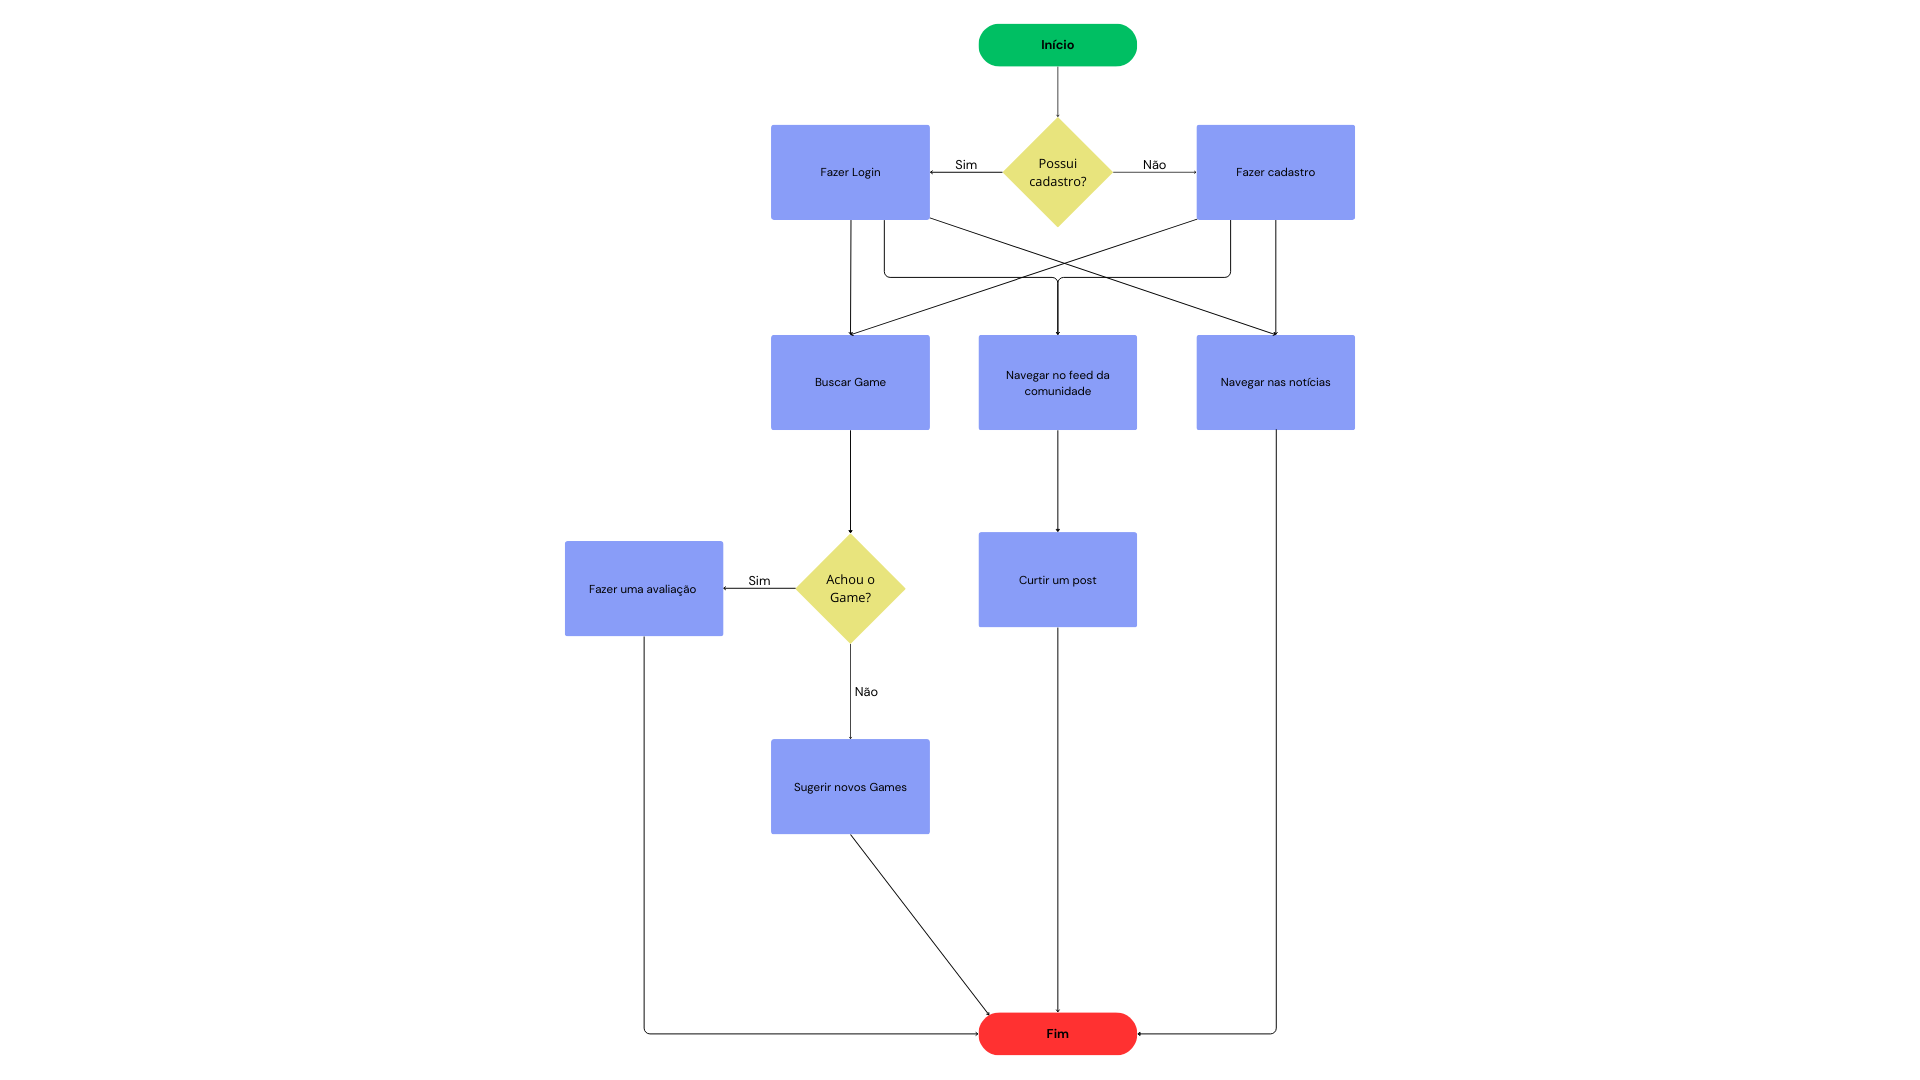 Início
Fazer Login
Sim
Possui
cadastro?
Não
Fazer cadastro
Buscar Game
Navegar no feed da
comunidade
Navegar nas notícias
Fazer uma avaliação
Sim
Achou o
Game?
Curtir um post
Não
Sugerir novos Games
Fim